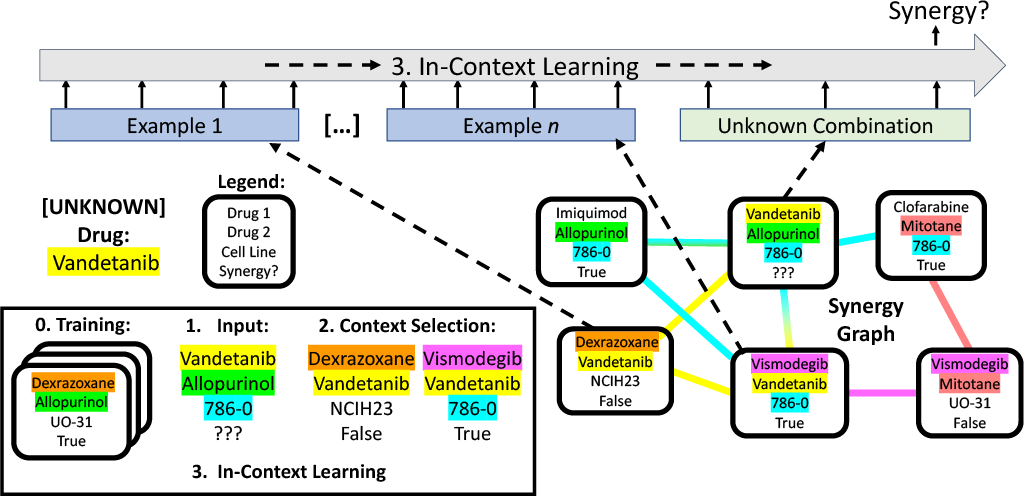 Synergy?
3. In-Context Learning
Example 1
[...]
Example n
Unknown Combination
[UNKNOWN]
Drug:
Vandetanib
Legend:
Drug 1
Drug 2
Cell Line
Synergy?
Imiquimod
Allopurinol
786-0
True
Vandetanib
Allopurinol
786-0
???
Clofarabine
Mitotane
786-0
True
Synergy
Graph
Dexrazoxane
Vandetanib
NCIH23
False
Vismodegib
Vandetanib
786-0
True
Vismodegib
Mitotane
UO-31
False
0. Training:
Dexrazoxane
Allopurinol
UO-31
True
1. Input:
Vandetanib
Allopurinol
786-0
???
2. Context Selection:
Dexrazoxane Vismodegib
Vandetanib Vandetanib
NCIH23 786-0
False True
3. In-Context Learning